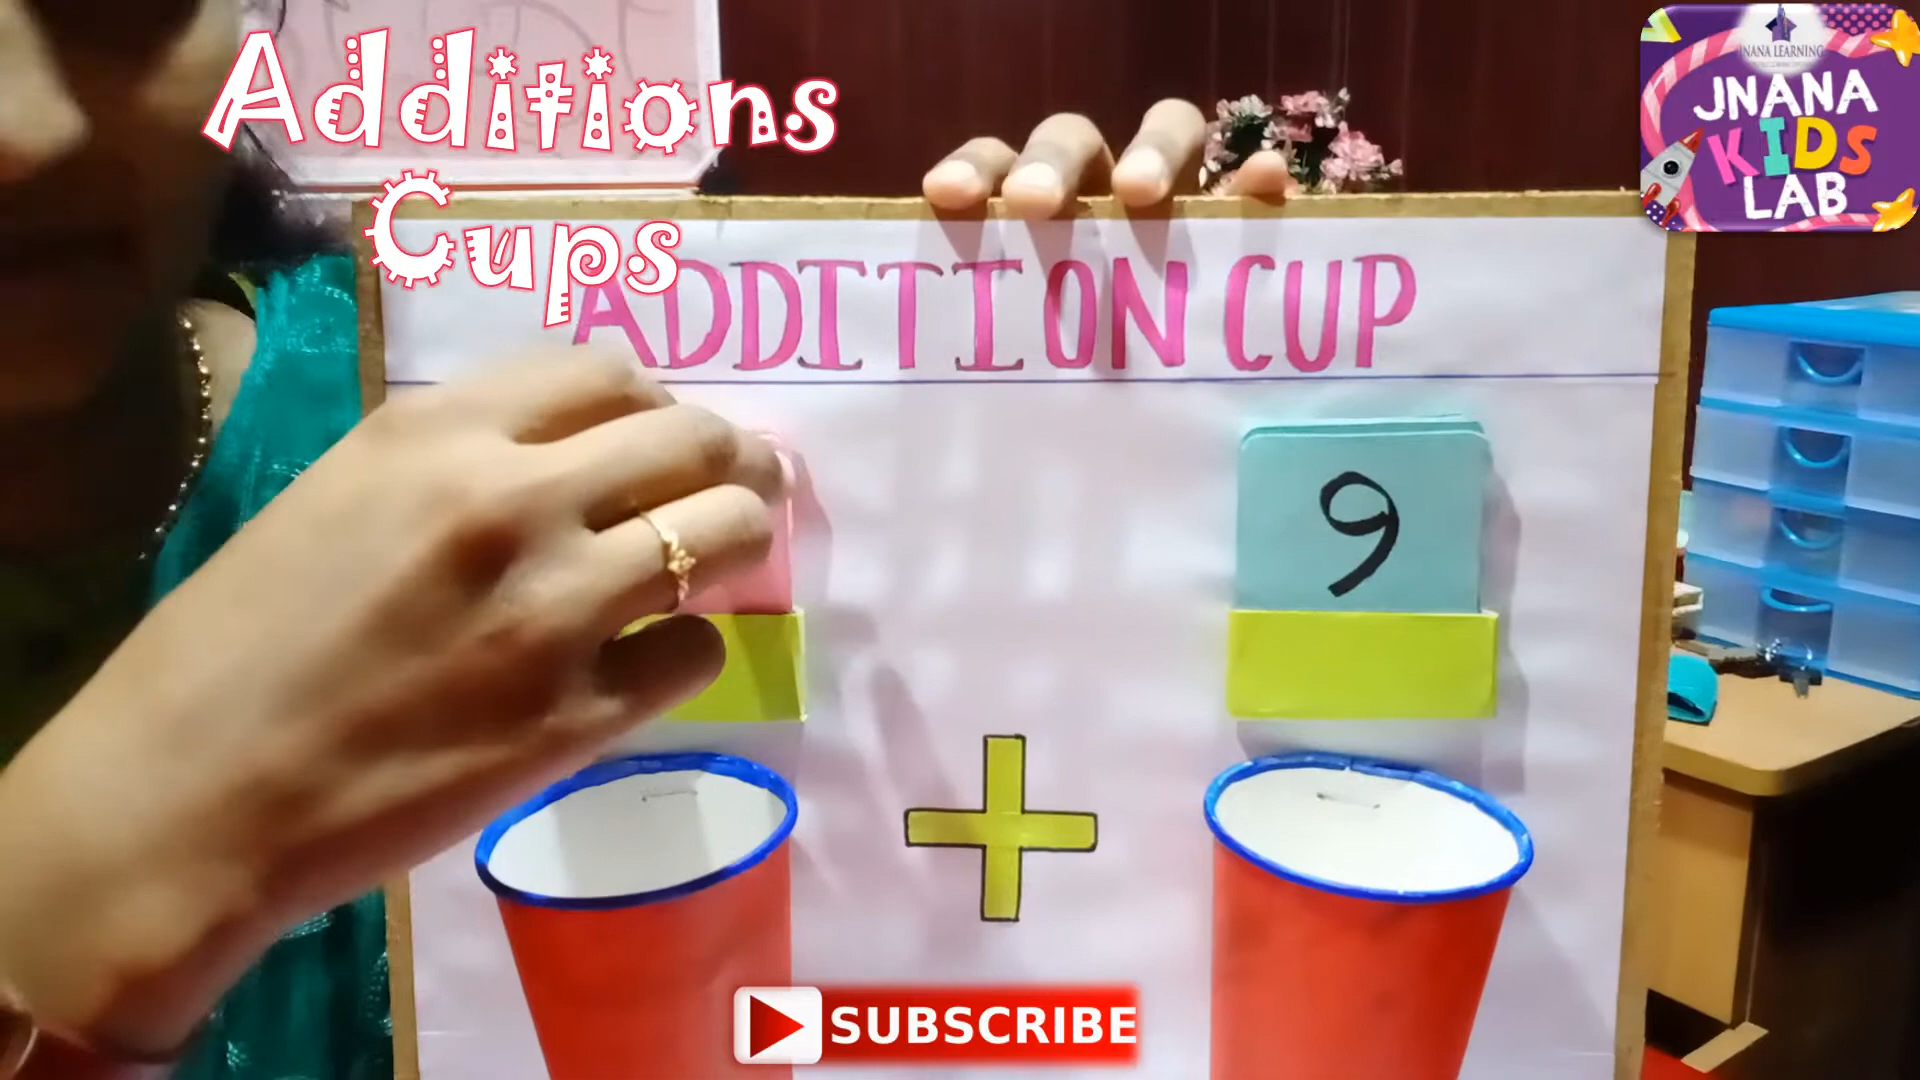 Additions
Cups
JNANA LEARNING
JNANA
KIDS
LAB
ADDITION CUP
9
+
SUBSCRIBE